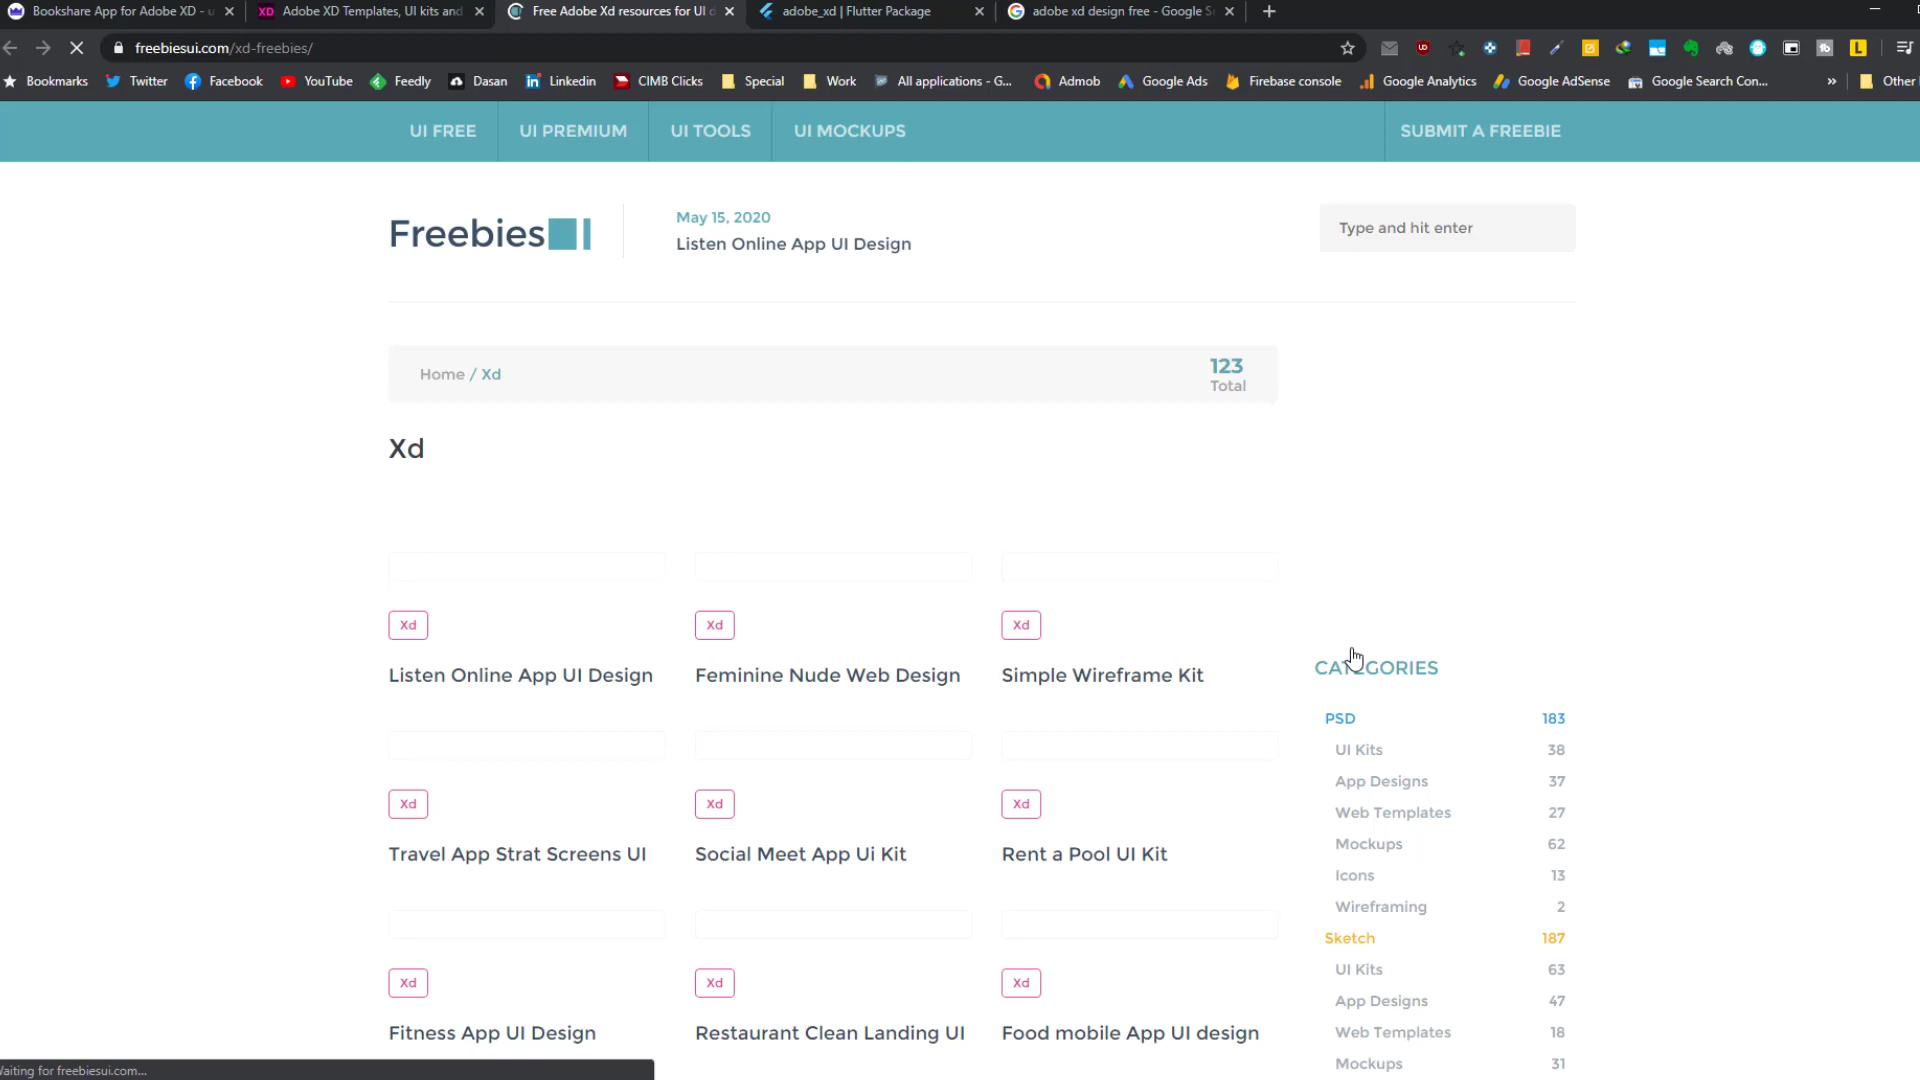 Bookshare App for Adobe XD - u
Adobe XD Templates, UI kits and
Free Adobe Xd resources for UI d
adobe_xd | Flutter Package
adobe xd design free - Google Se
freebiesui.com/xd-freebies/
Bookmarks
Twitter
Facebook
YouTube
Feedly
Dasan
Linkedin
CIMB Clicks
Special
Work
All applications - G...
Admob
Google Ads
Firebase console
Google Analytics
Google AdSense
Google Search Con...
»
Other
UI FREE
UI PREMIUM
UI TOOLS
UI MOCKUPS
SUBMIT A FREEBIE
Freebies
May 15, 2020
Listen Online App UI Design
Type and hit enter
Home / Xd
123
Total
Xd
Xd
Xd
Xd
Listen Online App UI Design
Feminine Nude Web Design
Simple Wireframe Kit
Xd
Xd
Xd
Travel App Strat Screens UI
Social Meet App Ui Kit
Rent a Pool UI Kit
Xd
Xd
Xd
Fitness App UI Design
Restaurant Clean Landing UI
Food mobile App UI design
CATEGORIES
PSD 183
UI Kits 38
App Designs 37
Web Templates 27
Mockups 62
Icons 13
Wireframing 2
Sketch 187
UI Kits 63
App Designs 47
Web Templates 18
Mockups 31
aiting for freebiesui.com...